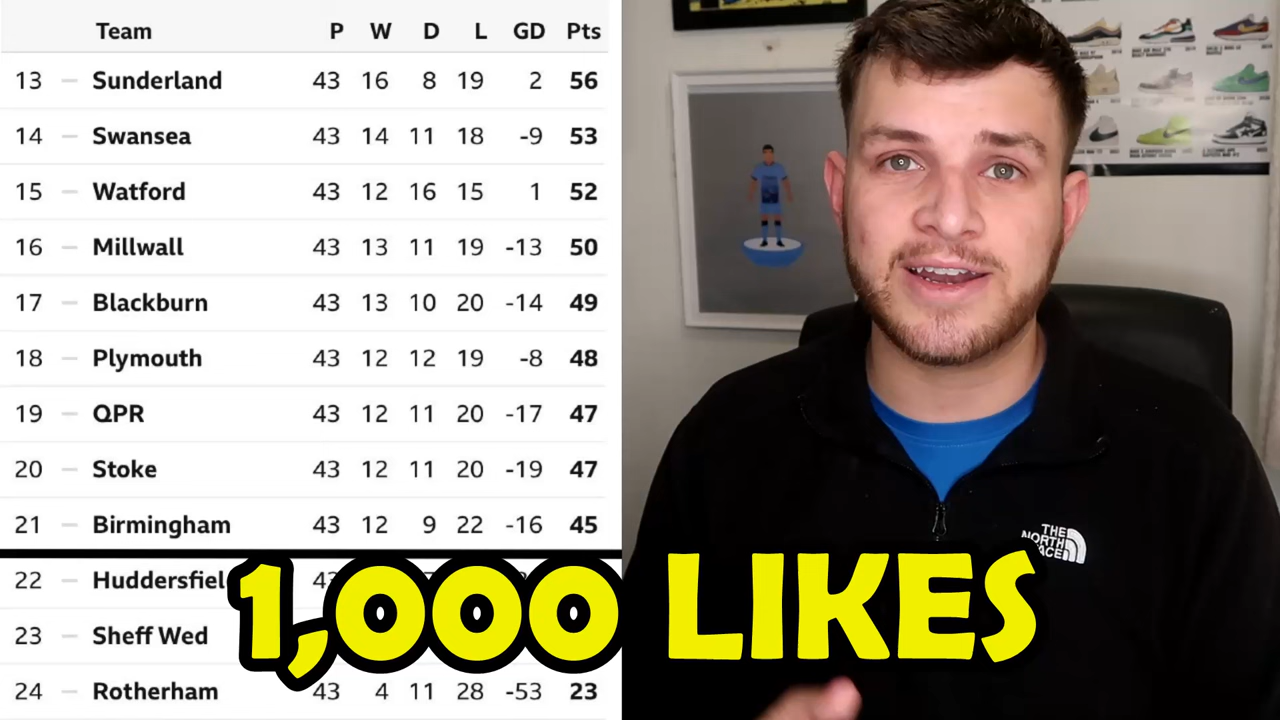 Team P W D L GD Pts
13 Sunderland 43 16 8 19 2 56
14 Swansea 43 14 11 18 -9 53
15 Watford 43 12 16 15 1 52
16 Millwall 43 13 11 19 -13 50
17 Blackburn 43 13 10 20 -14 49
18 Plymouth 43 12 12 19 -8 48
19 QPR 43 12 11 20 -17 47
20 Stoke 43 12 11 20 -19 47
21 Birmingham 43 12 9 22 -16 45
22
23 Sheff Wed
24 Rotherham 43 4 11 28 -53 23
1,000 LIKES
THE
NORTH
FACE